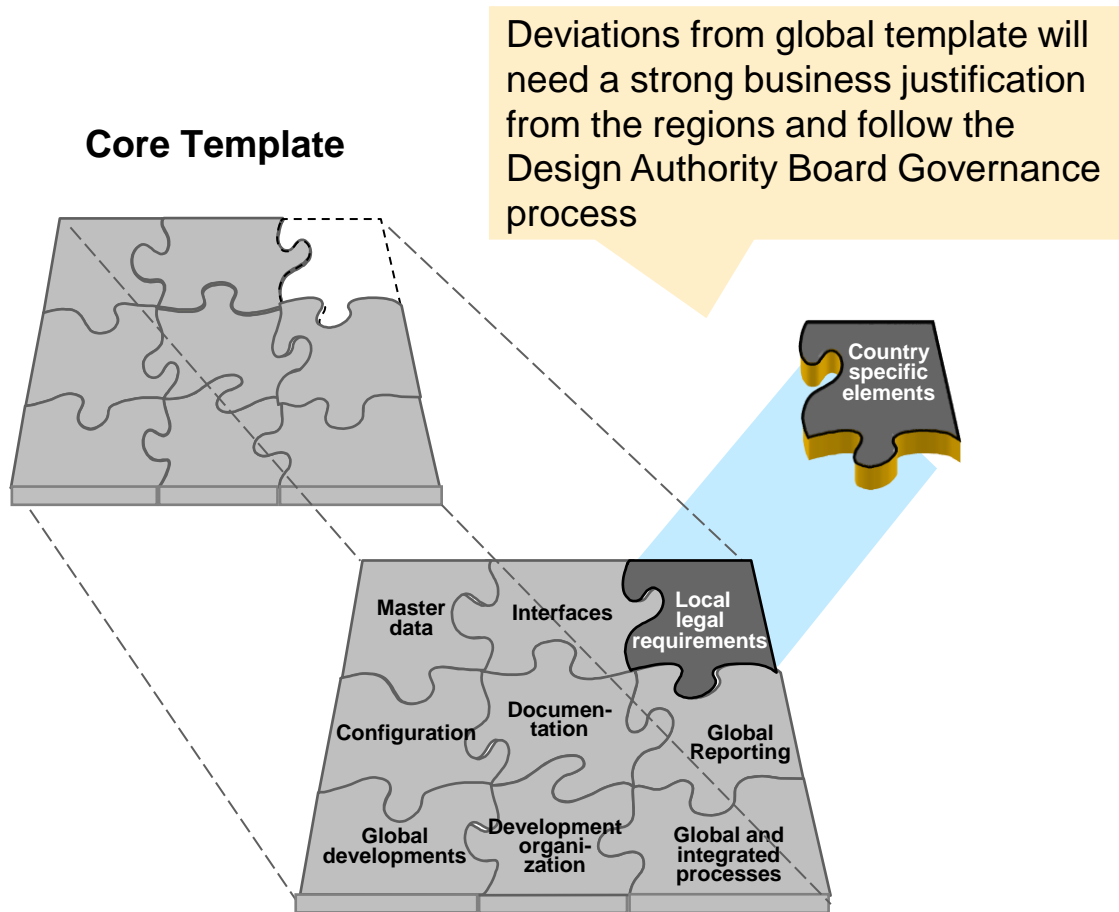 Deviations from global template will
need a strong business justification
from the regions and follow the
Design Authority Board Governance
process
Core Template
Country
specific
elements
Master
data
Interfaces
Local
legal
requirements
Configuration
Documen-
tation
Global
Reporting
Global
developments
Development
organi-
zation
Global and
integrated
processes